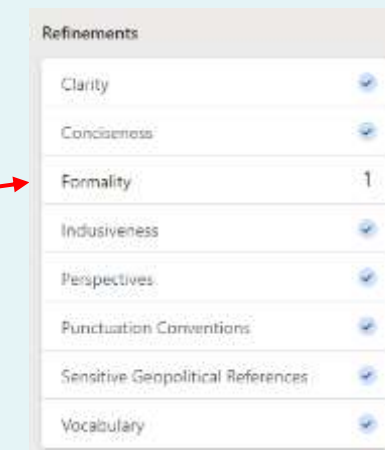 Refinements
Clarity
Conciseness
Formality 1
Inclusiveness
Perspectives
Punctuation Conventions
Sensitive Geopolitical References
Vocabulary